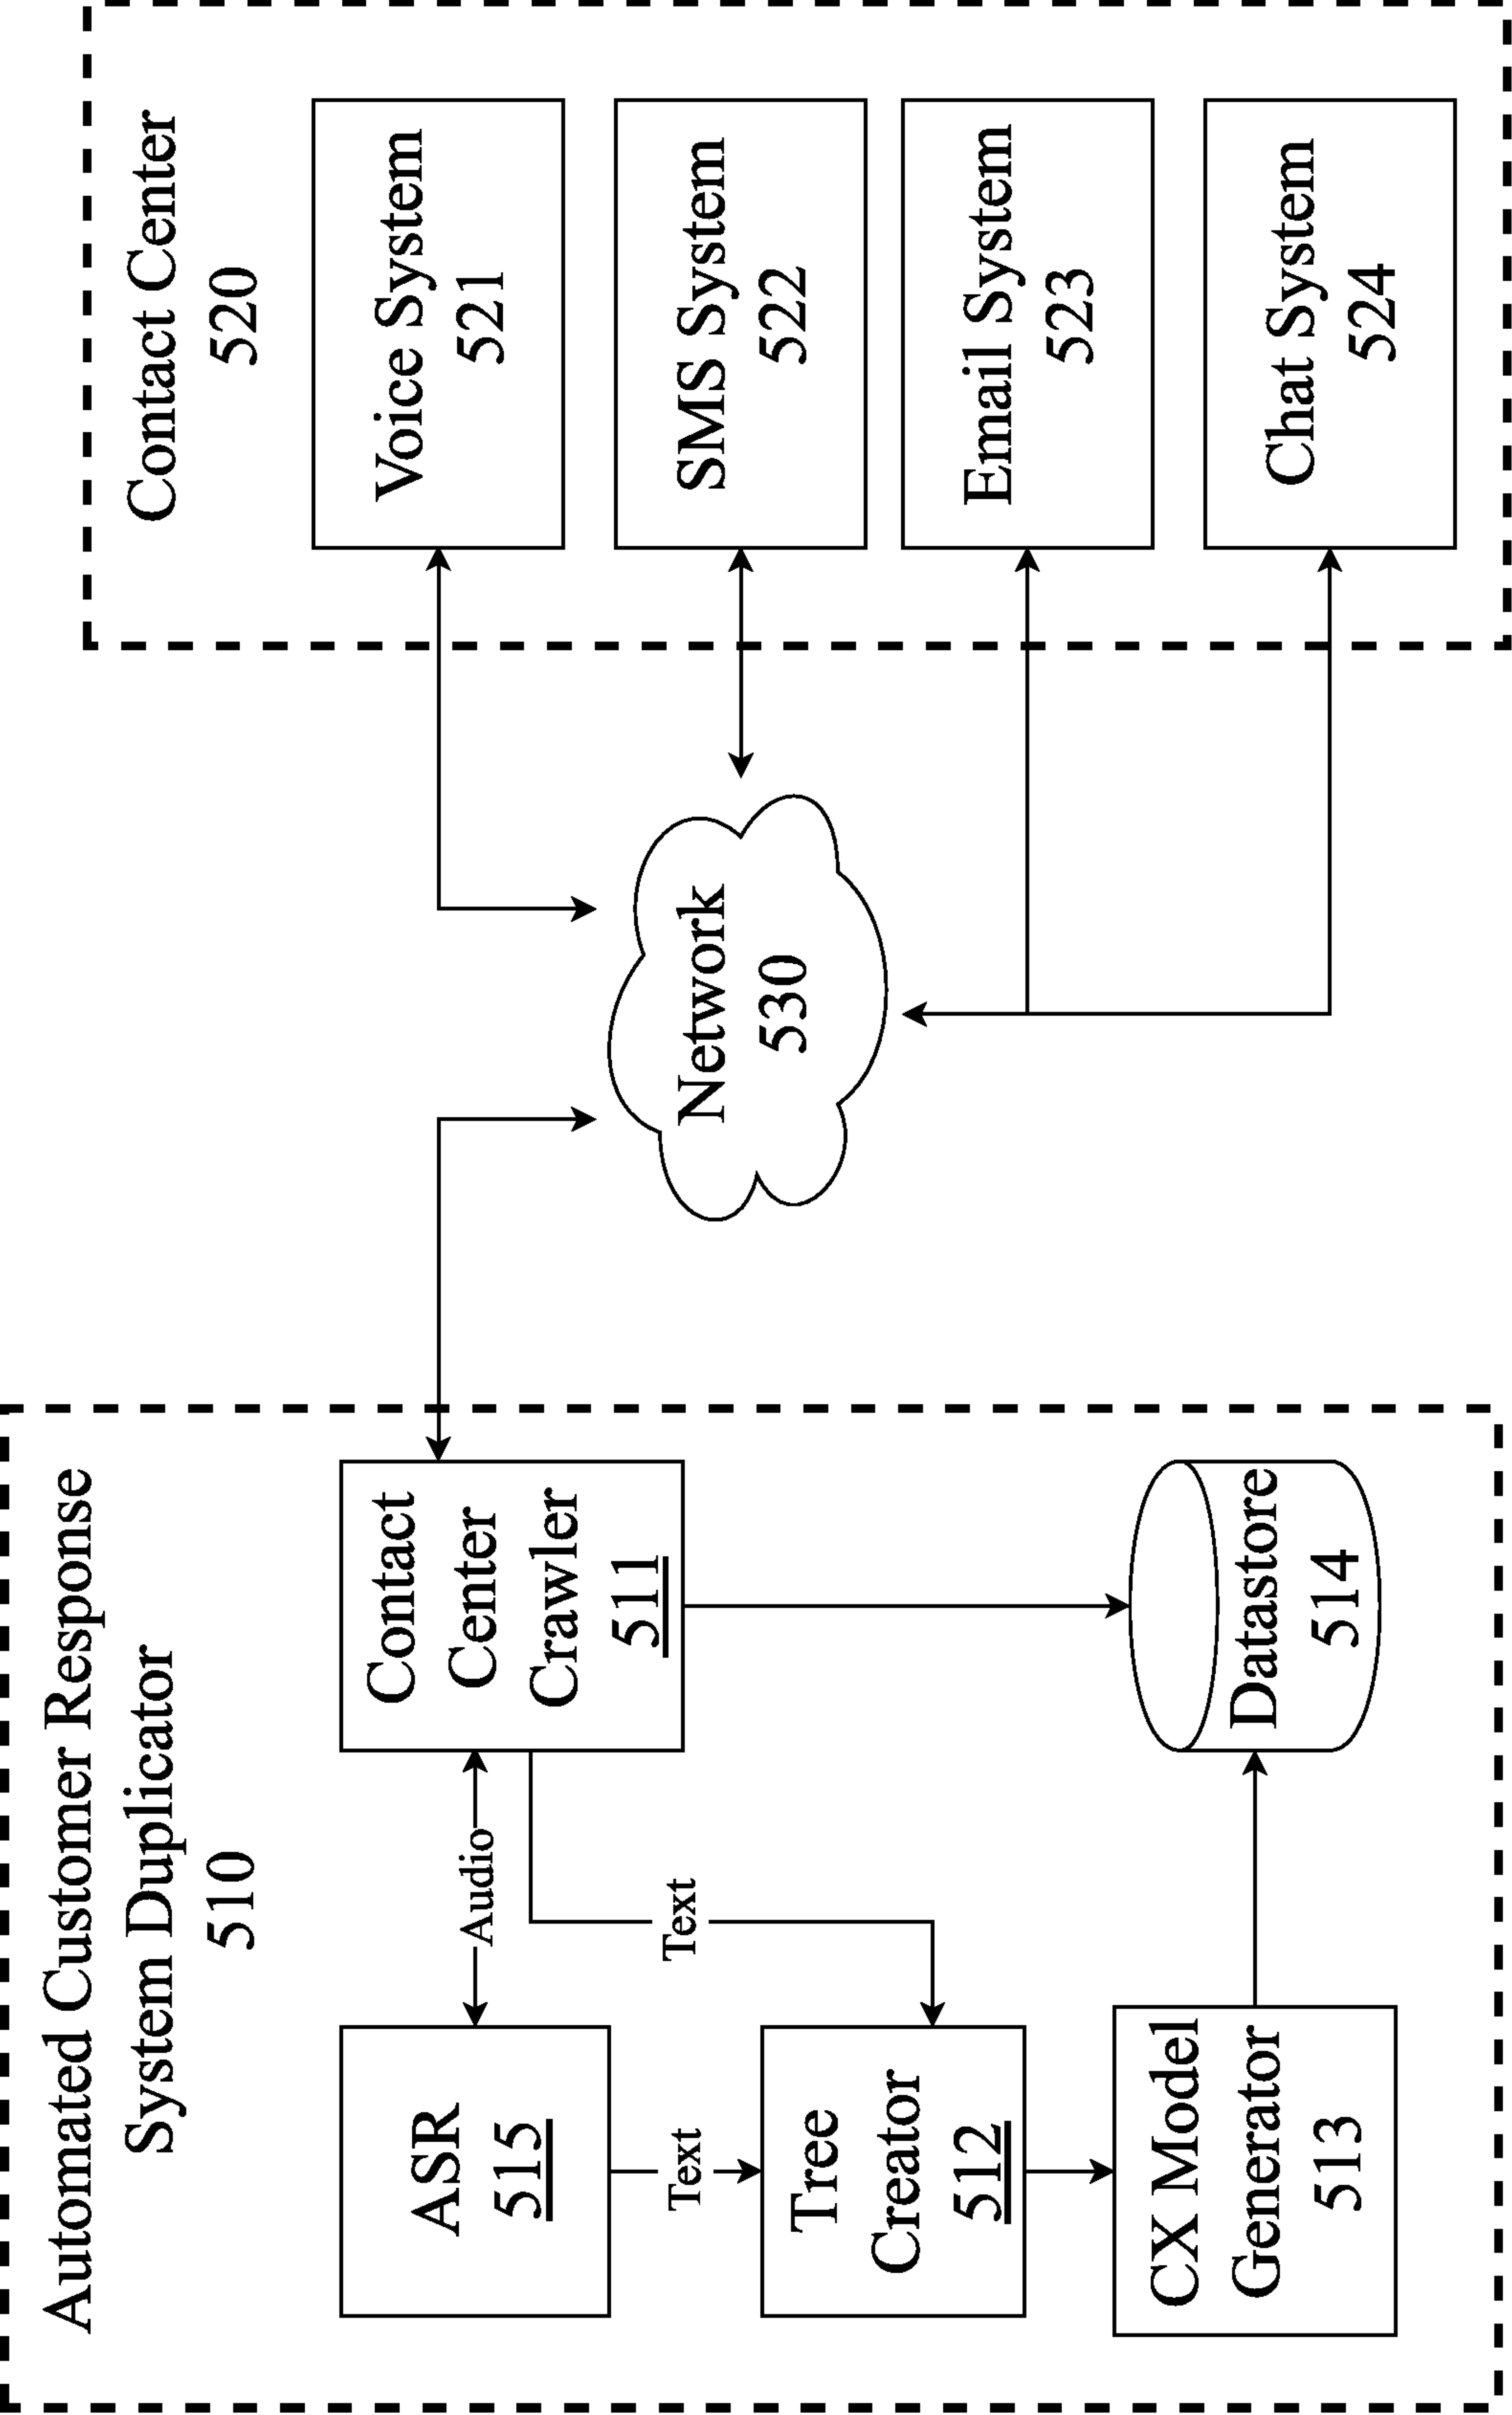 Automated Customer Response
System Duplicator
510
ASR
515
Audio
Contact
Center
Crawler
511
Text
Text
Tree
Creator
512
CX Model
Generator
513
Datastore
514
Network
530
Contact Center
520
Voice System
521
SMS System
522
Email System
523
Chat System
524